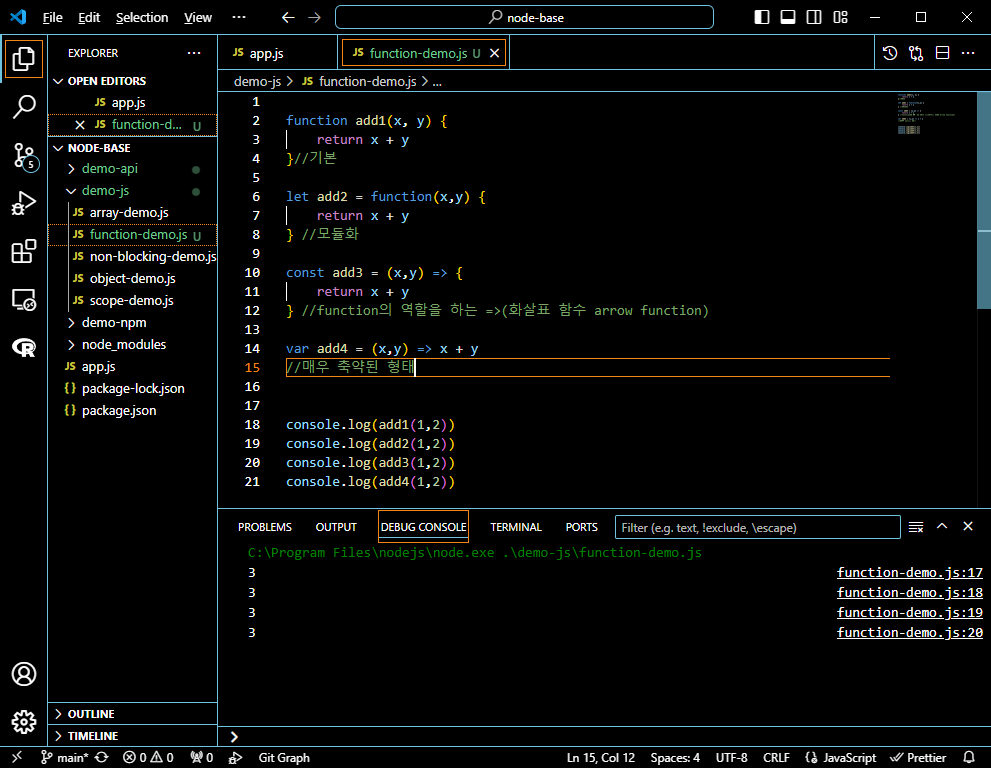 File Edit Selection View ··· node-base
EXPLORER ···
OPEN EDITORS
JS app.js
JS function-d... U
NODE-BASE
demo-api
demo-js
JS array-demo.js
JS function-demo.js U
JS non-blocking-demo.js
JS object-demo.js
JS scope-demo.js
demo-npm
node_modules
JS app.js
{} package-lock.json
{} package.json
OUTLINE
TIMELINE
5
JS app.js JS function-demo.js U
demo-js > JS function-demo.js > ...
1
2 function add1(x, y) {
3 return x + y
4 }//기본
5
6 let add2 = function(x,y) {
7 return x + y
8 } //모듈화
9
10 const add3 = (x,y) => {
11 return x + y
12 } //function의 역할을 하는 =>(화살표 함수 arrow function)
13
14 var add4 = (x,y) => x + y
15 //매우 축약된 형태
16
17
18 console.log(add1(1,2))
19 console.log(add2(1,2))
20 console.log(add3(1,2))
21 console.log(add4(1,2))
PROBLEMS OUTPUT DEBUG CONSOLE TERMINAL PORTS Filter (e.g. text, !exclude, \escape)
C:\Program Files\nodejs\node.exe .\demo-js\function-demo.js
3 function-demo.js:17
3 function-demo.js:18
3 function-demo.js:19
3 function-demo.js:20
main* 0 0 0 Git Graph Ln 15, Col 12 Spaces: 4 UTF-8 CRLF {} JavaScript Prettier